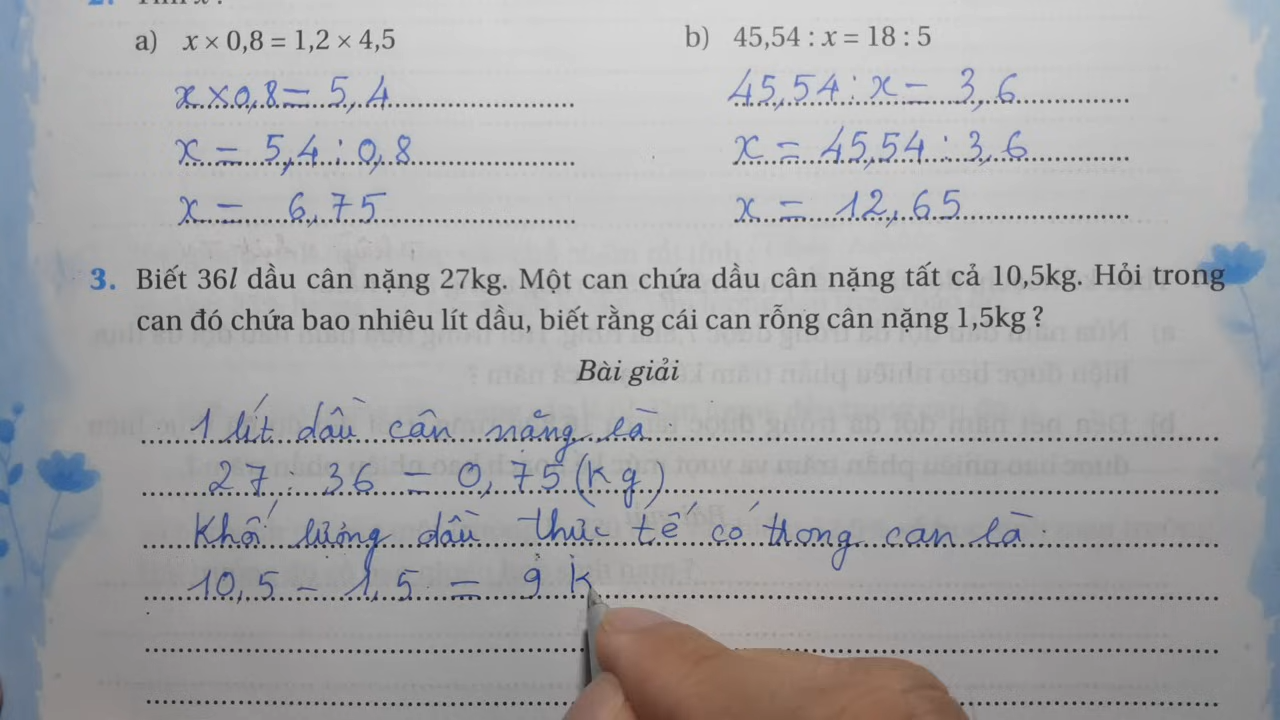 2. Tìm x :
a) x × 0,8 = 1,2 × 4,5
x × 0,8 = 5,4
x = 5,4 : 0,8
x = 6,75
b) 45,54 : x = 18 : 5
45,54 : x = 3,6
x = 45,54 : 3,6
x = 12,65
3. Biết 36l dầu cân nặng 27kg. Một can chứa dầu cân nặng tất cả 10,5kg. Hỏi trong
can đó chứa bao nhiêu lít dầu, biết rằng cái can rỗng cân nặng 1,5kg ?
Bài giải
1 lít dầu cân nặng là
27 : 36 = 0,75 (kg)
Khối lượng dầu thực tế có trong can là
10,5 - 1,5 = 9 k